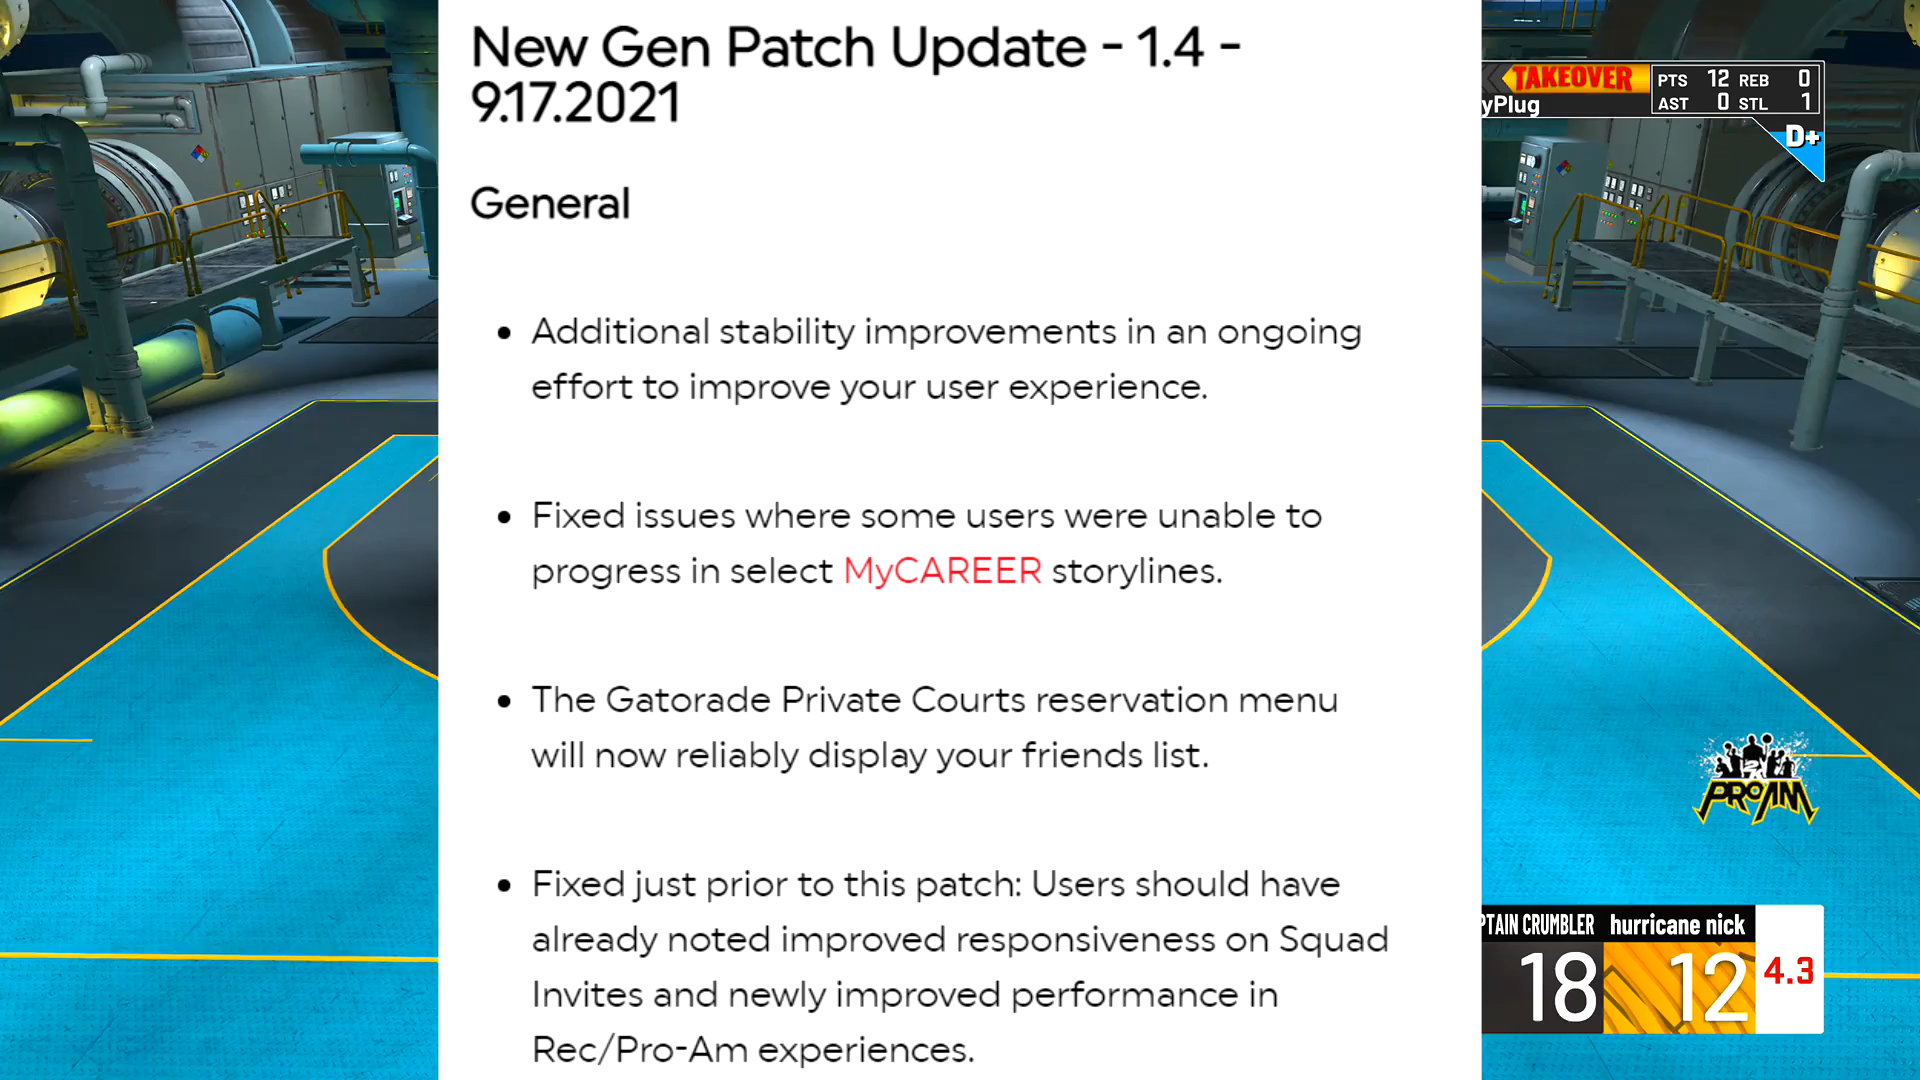 New Gen Patch Update - 1.4 -
9.17.2021
General
• Additional stability improvements in an ongoing
effort to improve your user experience.
• Fixed issues where some users were unable to
progress in select MyCAREER storylines.
• The Gatorade Private Courts reservation menu
will now reliably display your friends list.
• Fixed just prior to this patch: Users should have
already noted improved responsiveness on Squad
Invites and newly improved performance in
Rec/Pro-Am experiences.
TAKEOVER PTS 12 REB 0
yPlug AST 0 STL 1
D+
2K
PRO AM
PTAIN CRUMBLER hurricane nick
18 12 4.3